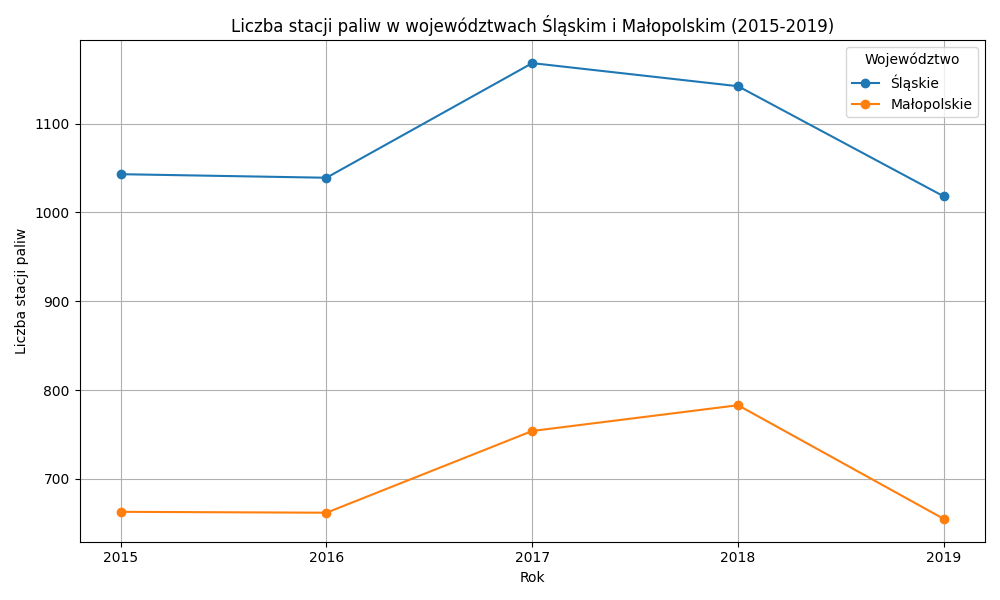 Liczba stacji paliw w województwach Śląskim i Małopolskim (2015-2019)
Województwo
Śląskie
Małopolskie
Liczba stacji paliw
1100
1000
900
800
700
2015
2016
2017
2018
2019
Rok